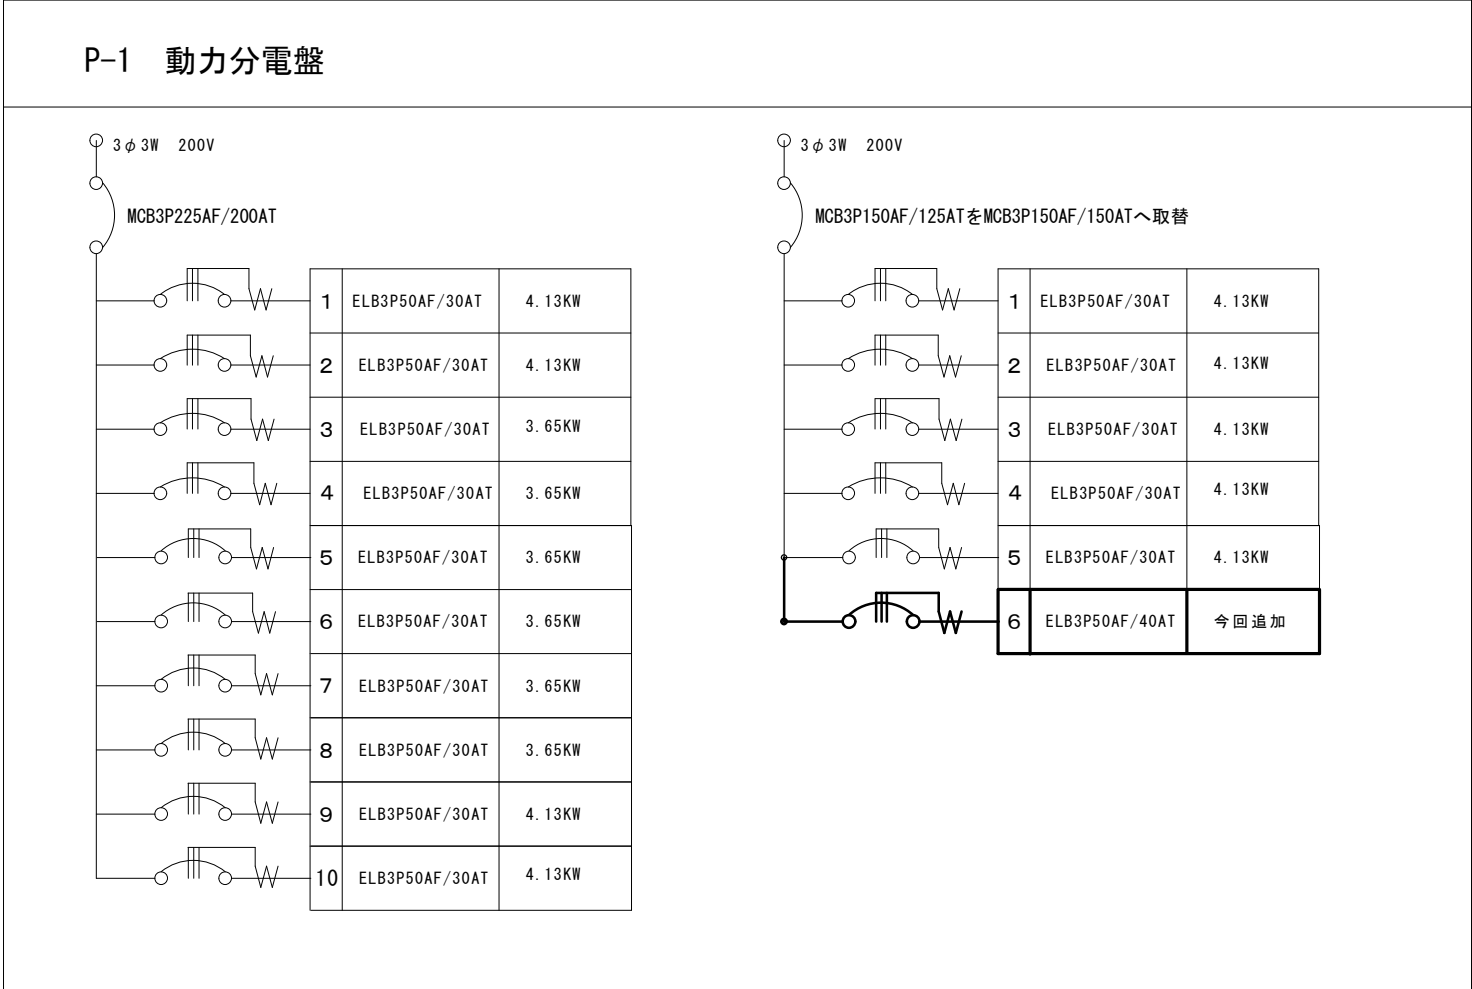 P-1　動力分電盤
3φ3W　200V
MCB3P225AF/200AT
1 ELB3P50AF/30AT 4.13KW
2 ELB3P50AF/30AT 4.13KW
3 ELB3P50AF/30AT 3.65KW
4 ELB3P50AF/30AT 3.65KW
5 ELB3P50AF/30AT 3.65KW
6 ELB3P50AF/30AT 3.65KW
7 ELB3P50AF/30AT 3.65KW
8 ELB3P50AF/30AT 3.65KW
9 ELB3P50AF/30AT 4.13KW
10 ELB3P50AF/30AT 4.13KW
3φ3W　200V
MCB3P150AF/125ATをMCB3P150AF/150ATへ取替
1 ELB3P50AF/30AT 4.13KW
2 ELB3P50AF/30AT 4.13KW
3 ELB3P50AF/30AT 4.13KW
4 ELB3P50AF/30AT 4.13KW
5 ELB3P50AF/30AT 4.13KW
6 ELB3P50AF/40AT 今回追加